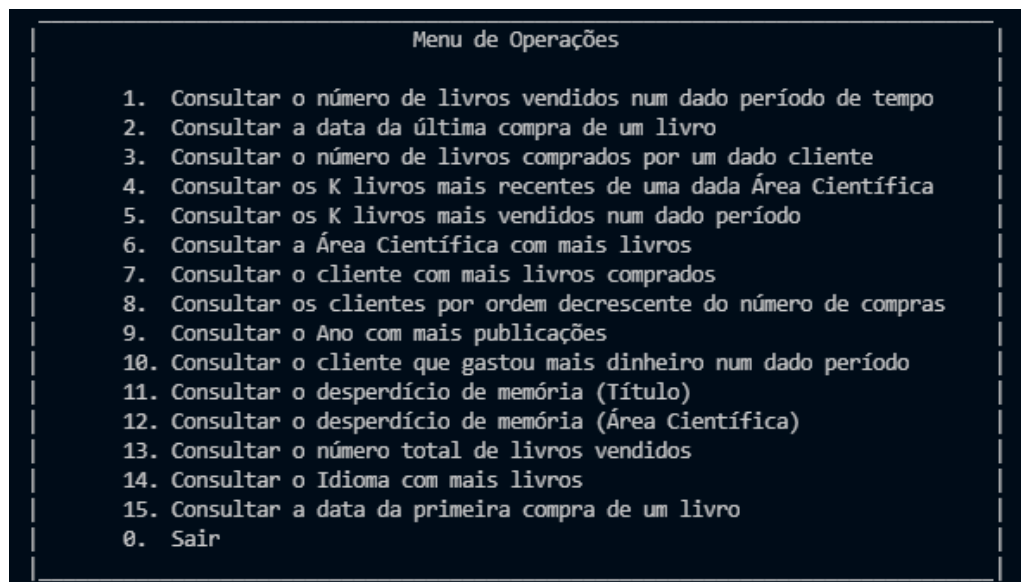 Menu de Operações
1. Consultar o número de livros vendidos num dado período de tempo
2. Consultar a data da última compra de um livro
3. Consultar o número de livros comprados por um dado cliente
4. Consultar os K livros mais recentes de uma dada Área Científica
5. Consultar os K livros mais vendidos num dado período
6. Consultar a Área Científica com mais livros
7. Consultar o cliente com mais livros comprados
8. Consultar os clientes por ordem decrescente do número de compras
9. Consultar o Ano com mais publicações
10. Consultar o cliente que gastou mais dinheiro num dado período
11. Consultar o desperdício de memória (Título)
12. Consultar o desperdício de memória (Área Científica)
13. Consultar o número total de livros vendidos
14. Consultar o Idioma com mais livros
15. Consultar a data da primeira compra de um livro
0. Sair